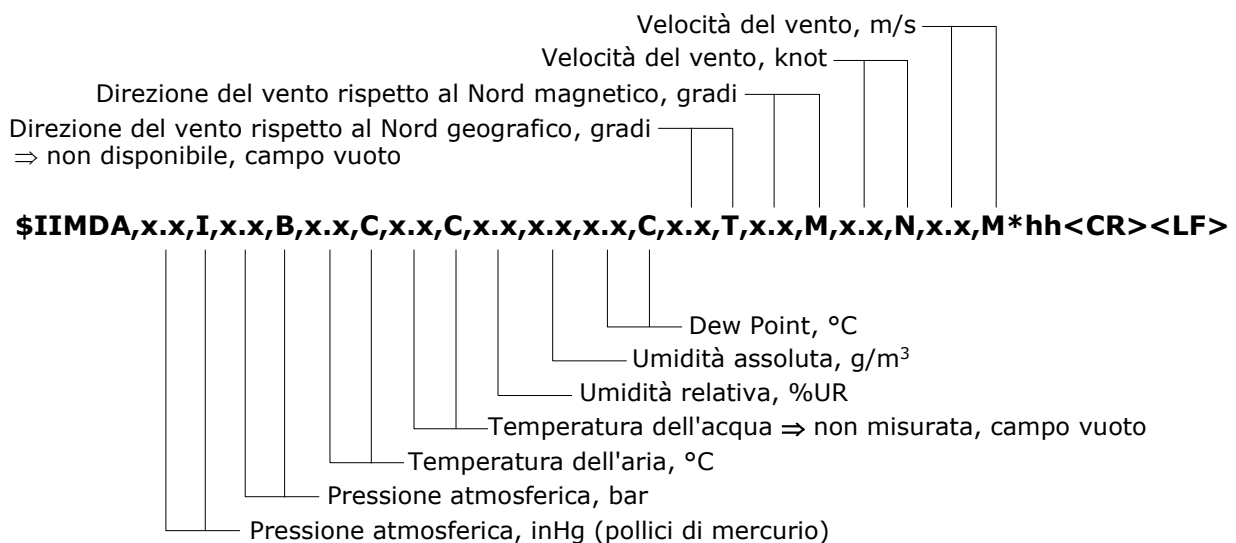 Velocità del vento, m/s
Velocità del vento, knot
Direzione del vento rispetto al Nord magnetico, gradi
Direzione del vento rispetto al Nord geografico, gradi
⇒ non disponibile, campo vuoto
$IIMDA,x.x,I,x.x,B,x.x,C,x.x,C,x.x,x.x,x.x,C,x.x,T,x.x,M,x.x,N,x.x,M*hh<CR><LF>
Dew Point, °C
Umidità assoluta, g/m³
Umidità relativa, %UR
Temperatura dell'acqua ⇒ non misurata, campo vuoto
Temperatura dell'aria, °C
Pressione atmosferica, bar
Pressione atmosferica, inHg (pollici di mercurio)